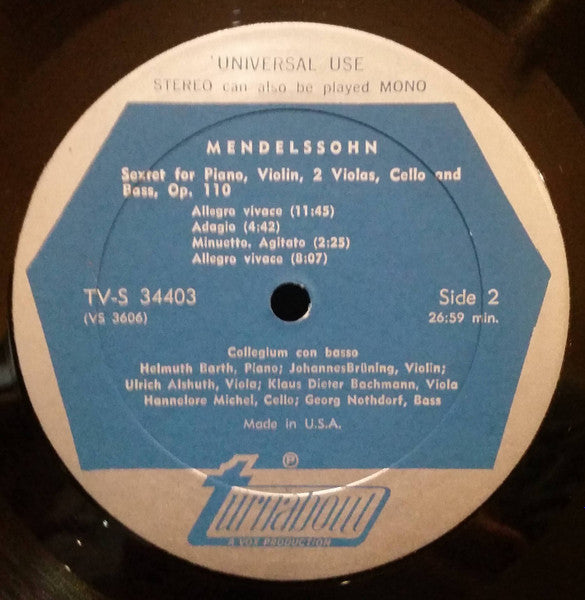 UNIVERSAL USE
STEREO can also be played MONO
MENDELSSOHN
Sextet for Piano, Violin, 2 Violas, Cello and
Bass, Op. 110
Allegro vivace (11:45)
Adagio (4:42)
Minuetto, Agitato (2:25)
Allegro vivace (8:07)
TV-S 34403
Side 2
(VS 3606)
26:59 min.
Collegium con basso
Helmuth Barth, Piano; JohannesBrüning, Violin;
Ulrich Alshuth, Viola; Klaus Dieter Bachmann, Viola
Hannelore Michel, Cello; Georg Nothdorf, Bass
Made in U.S.A.
℗
turnabout
A VOX PRODUCTION